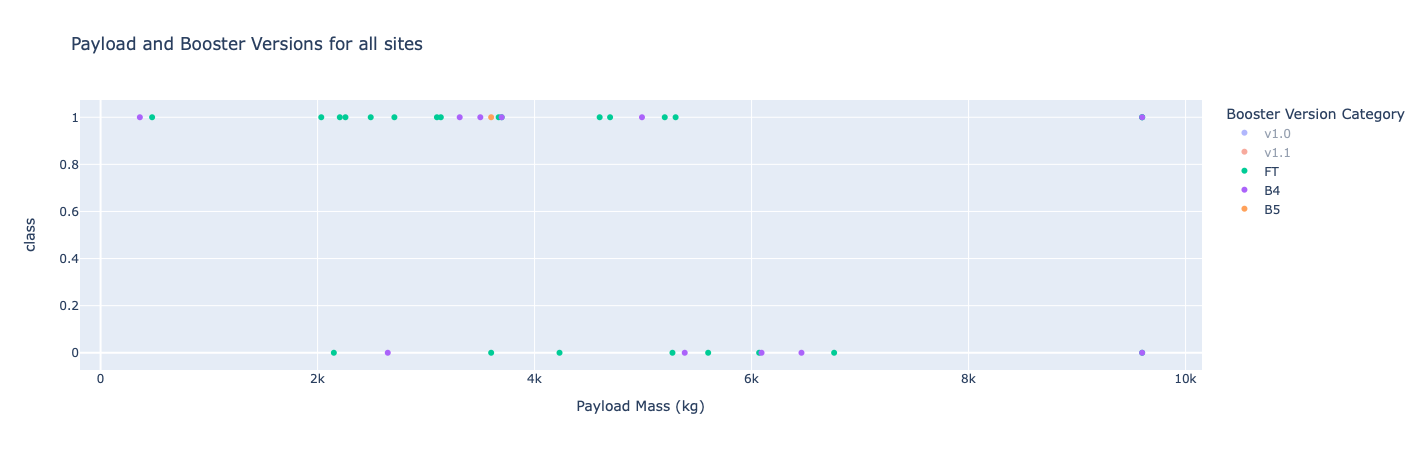 Payload and Booster Versions for all sites
1
0.8
0.6
0.4
0.2
0
class
0
2k
4k
6k
8k
10k
Payload Mass (kg)
Booster Version Category
v1.0
v1.1
FT
B4
B5